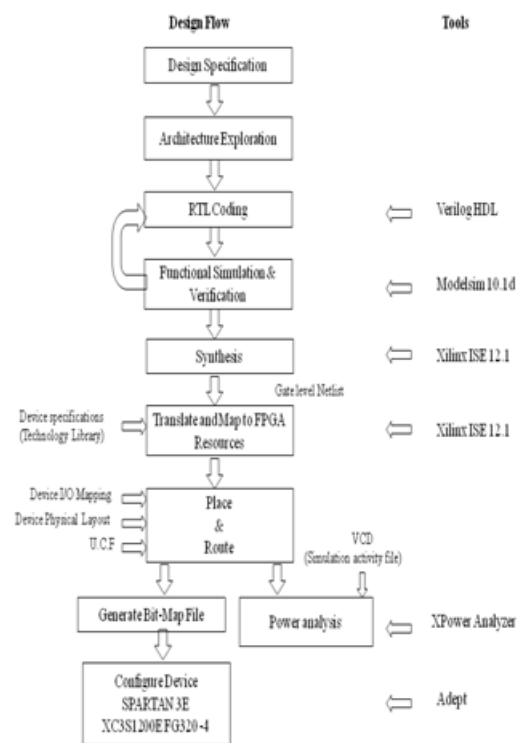 Design Flow
Tools
Design Specification
Architecture Exploration
RTL Coding
Verilog HDL
Functional Simulation &
Verification
Modelsim 10.1d
Synthesis
Xilinx ISE 12.1
Gate level Netlist
Device specifications
(Technology Library)
Translate and Map to FPGA
Resources
Xilinx ISE 12.1
Device I/O Mapping
Device Physical Layout
U.C.F
Place
&
Route
VCD
(Simulation activity file)
Generate Bit-Map File
Power analysis
XPower Analyzer
Configure Device
SPARTAN 3E
XC3S1200EFG320-4
Adept